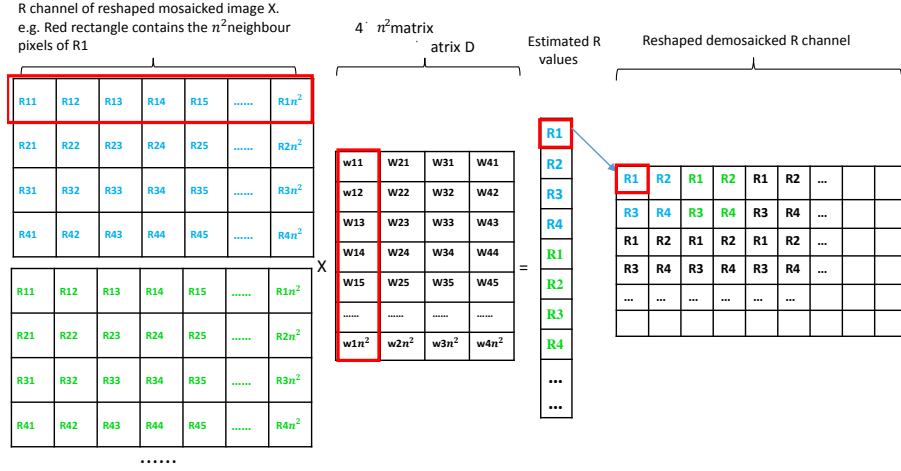 R channel of reshaped mosaicked image X.
e.g. Red rectangle contains the n² neighbour
pixels of R1
4 n² matrix
atrix D
Estimated R
values
Reshaped demosaicked R channel
R11 R12 R13 R14 R15 ...... R1n²
R21 R22 R23 R24 R25 ...... R2n²
R31 R32 R33 R34 R35 ...... R3n²
R41 R42 R43 R44 R45 ...... R4n²
R11 R12 R13 R14 R15 ...... R1n²
R21 R22 R23 R24 R25 ...... R2n²
R31 R32 R33 R34 R35 ...... R3n²
R41 R42 R43 R44 R45 ...... R4n²
......
X
w11 W21 W31 W41
w12 W22 W32 W42
W13 W23 W33 W43
W14 W24 W34 W44
W15 W25 W35 W45
...... ...... ...... ......
w1n² w2n² w3n² w4n²
=
R1
R2
R3
R4
R1
R2
R3
R4
...
...
R1 R2 R1 R2 R1 R2 ...
R3 R4 R3 R4 R3 R4 ...
R1 R2 R1 R2 R1 R2 ...
R3 R4 R3 R4 R3 R4 ...
... ... ... ... ... ...